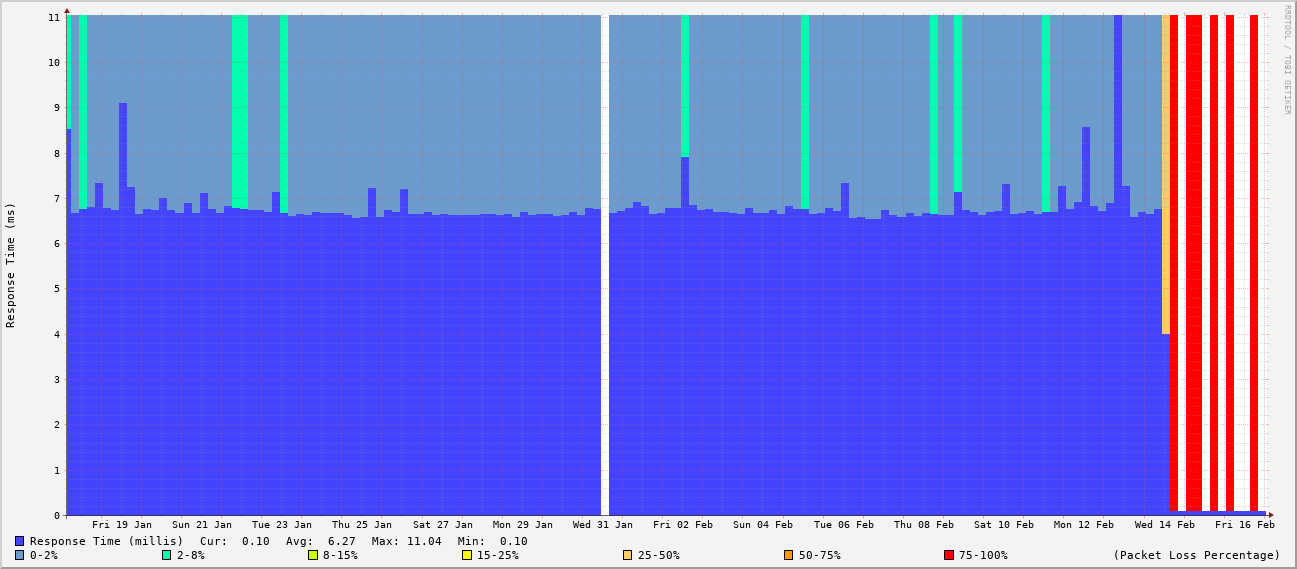 RRDTOOL / TOBI OETIKER
Response Time (ms)
11
10
9
8
7
6
5
4
3
2
1
0
Fri 19 Jan Sun 21 Jan Tue 23 Jan Thu 25 Jan Sat 27 Jan Mon 29 Jan Wed 31 Jan Fri 02 Feb Sun 04 Feb Tue 06 Feb Thu 08 Feb Sat 10 Feb Mon 12 Feb Wed 14 Feb Fri 16 Feb
Response Time (millis) Cur: 0.10 Avg: 6.27 Max: 11.04 Min: 0.10
0-2% 2-8% 8-15% 15-25% 25-50% 50-75% 75-100% (Packet Loss Percentage)